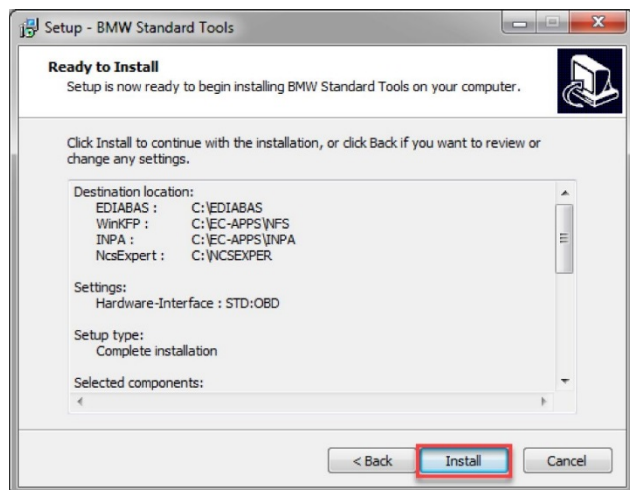 Setup - BMW Standard Tools
Ready to Install
Setup is now ready to begin installing BMW Standard Tools on your computer.
Click Install to continue with the installation, or click Back if you want to review or
change any settings.
Destination location:
EDIABAS : C:\EDIABAS
WinKFP : C:\EC-APPS\NFS
INPA : C:\EC-APPS\INPA
NcsExpert : C:\NCSEXPER
Settings:
Hardware-Interface : STD:OBD
Setup type:
Complete installation
Selected components:
< Back Install Cancel